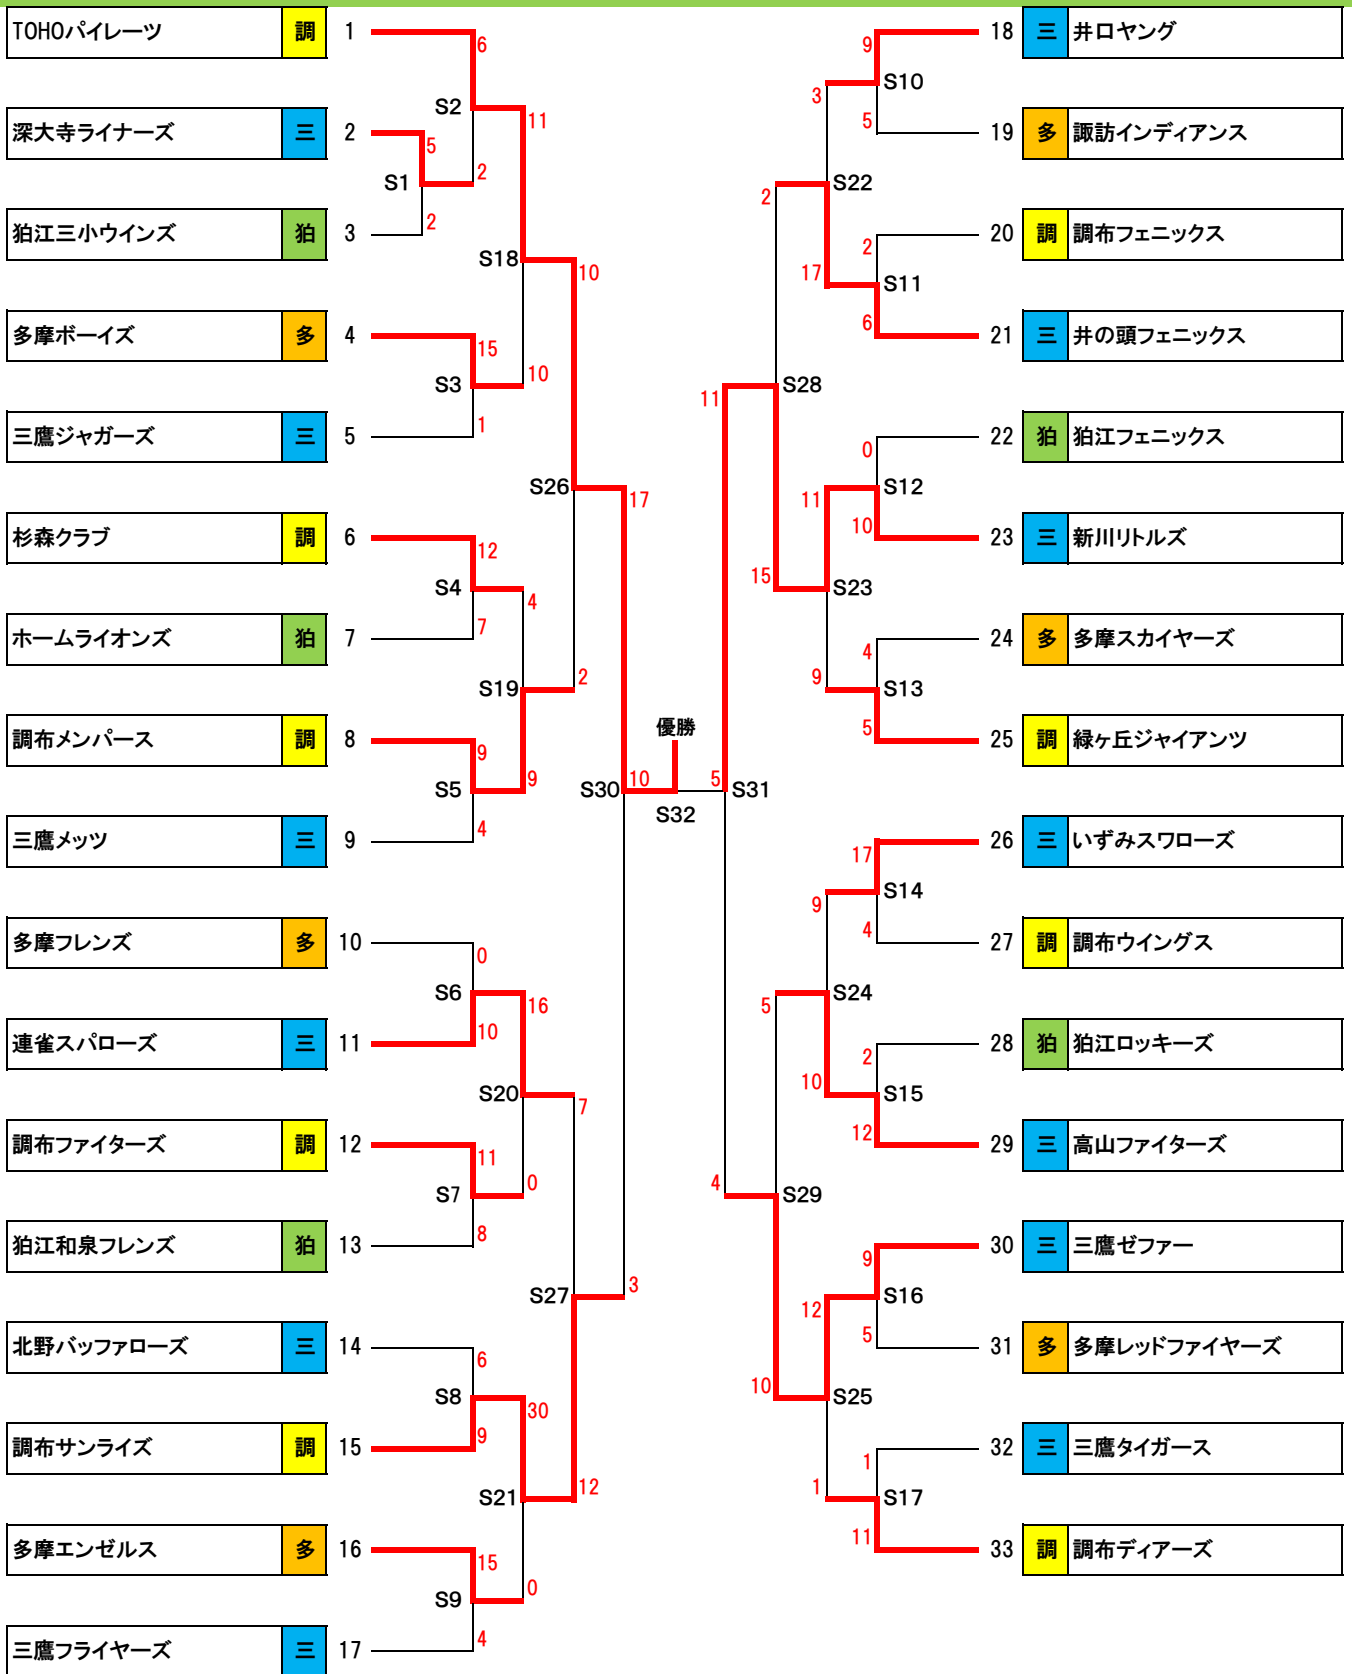 TOHOパイレーツ 調 1
6
S2
11
深大寺ライナーズ 三 2
5
S1
2
狛江三小ウインズ 狛 3
2
S18
10
多摩ボーイズ 多 4
15
S3
10
三鷹ジャガーズ 三 5
1
S26
17
杉森クラブ 調 6
12
S4
4
ホームライオンズ 狛 7
7
S19
2
調布メンパース 調 8
9
S5
9
三鷹メッツ 三 9
4
S30
10
優勝
S32
多摩フレンズ 多 10
0
S6
16
連雀スパローズ 三 11
10
S20
7
調布ファイターズ 調 12
11
S7
0
狛江和泉フレンズ 狛 13
8
S27
3
北野バッファローズ 三 14
6
S8
30
調布サンライズ 調 15
9
S21
12
多摩エンゼルス 多 16
15
S9
0
三鷹フライヤーズ 三 17
4
18 三 井口ヤング
9
S10
3
5
19 多 諏訪インディアンス
S22
2
20 調 調布フェニックス
2
S11
17
6
21 三 井の頭フェニックス
S28
11
22 狛 狛江フェニックス
0
S12
11
10
23 三 新川リトルズ
S23
15
24 多 多摩スカイヤーズ
4
S13
9
5
25 調 緑ヶ丘ジャイアンツ
S31
5
26 三 いずみスワローズ
17
S14
9
4
27 調 調布ウイングス
S24
5
28 狛 狛江ロッキーズ
2
S15
10
12
29 三 高山ファイターズ
S29
4
30 三 三鷹ゼファー
9
S16
12
5
31 多 多摩レッドファイヤーズ
S25
10
32 三 三鷹タイガース
1
S17
1
11
33 調 調布ディアーズ